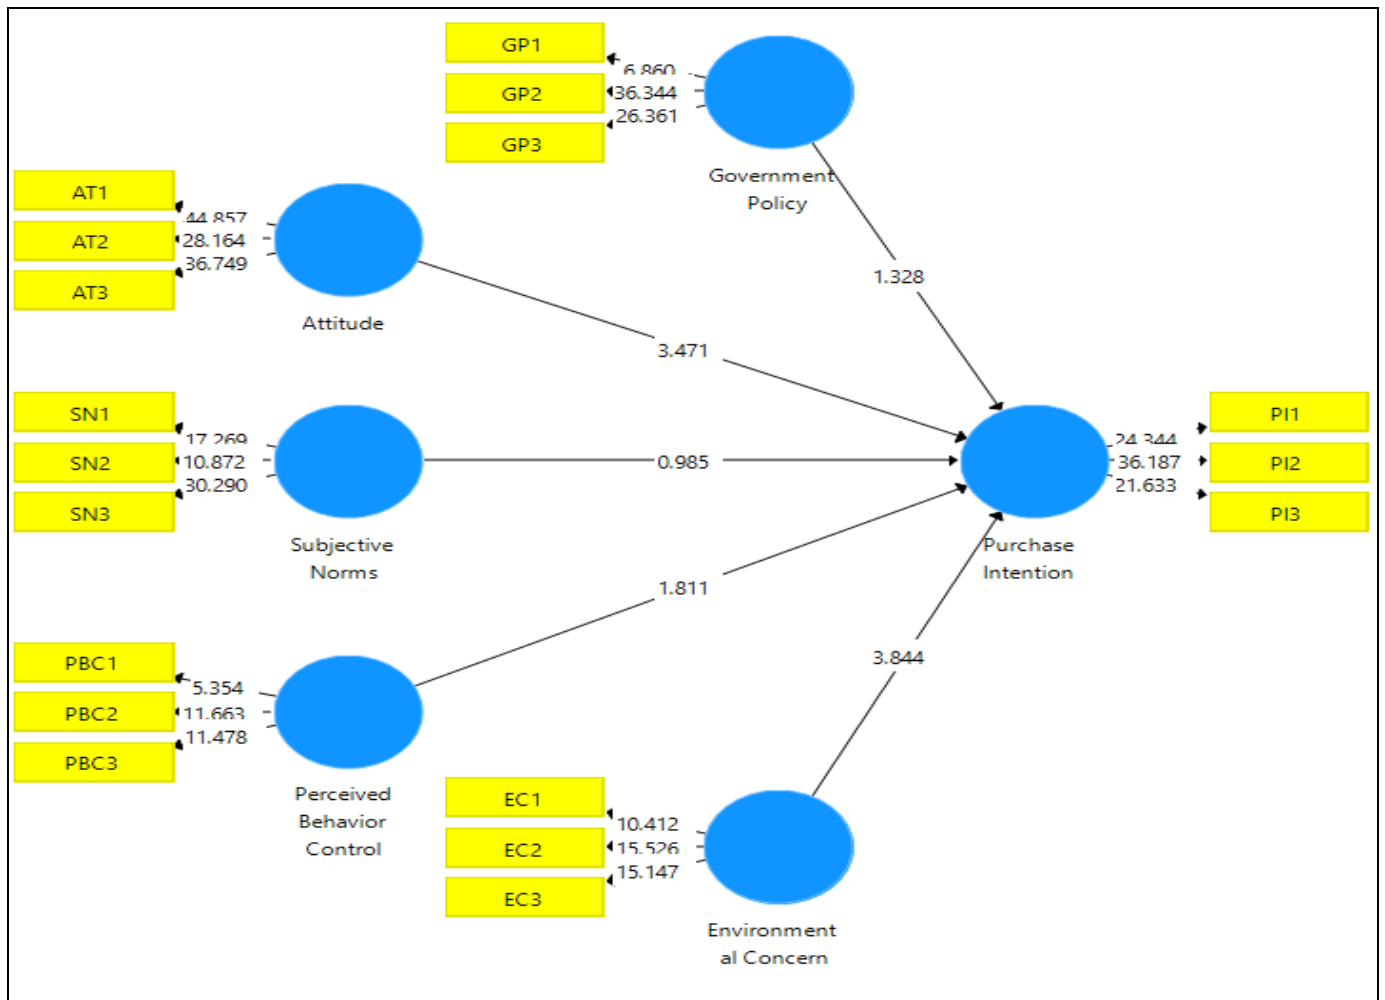 GP1
6.860
GP2
36.344
26.361
GP3
Government
Policy
AT1
44.857
AT2
28.164
36.749
AT3
Attitude
1.328
3.471
SN1
17.269
SN2
10.872
30.290
SN3
Subjective
Norms
0.985
PI1
24.344
36.187
PI2
21.633
PI3
Purchase
Intention
1.811
PBC1
5.354
PBC2
11.663
11.478
PBC3
Perceived
Behavior
Control
3.844
EC1
10.412
EC2
15.526
15.147
EC3
Environment
al Concern